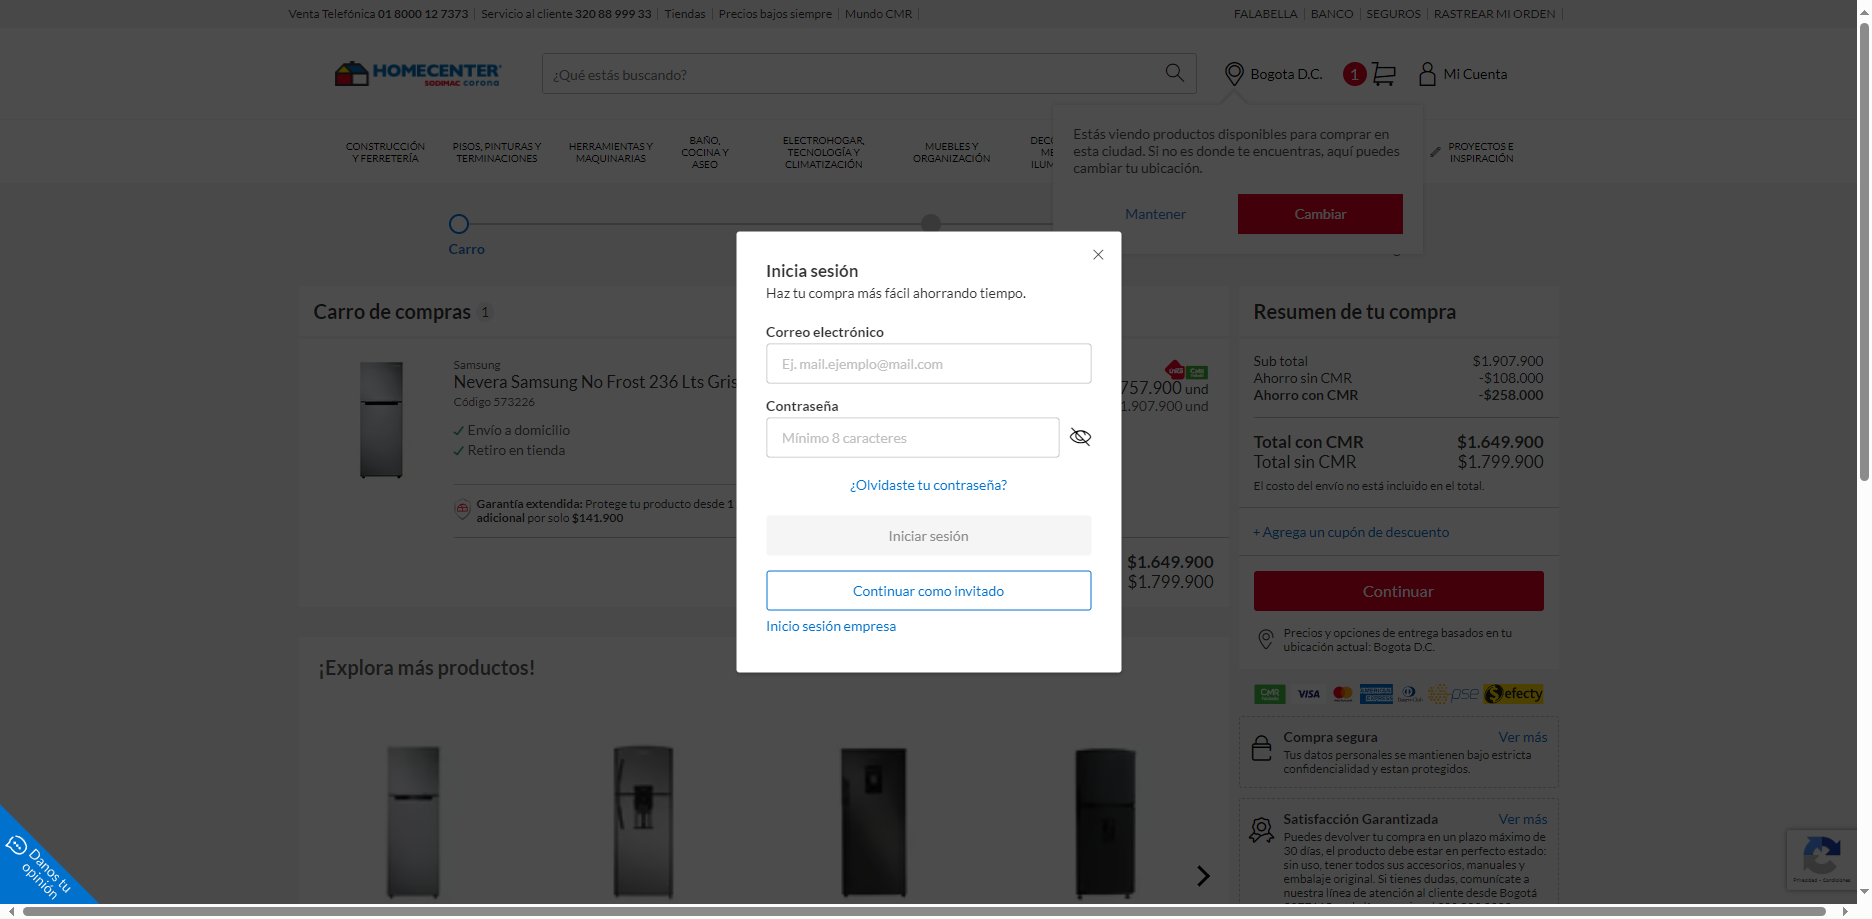 Venta Telefónica 01 8000 12 7373 Servicio al cliente 320 88 999 33 Tiendas Precios bajos siempre Mundo CMR
FALABELLA BANCO SEGUROS RASTREAR MI ORDEN
HOMECENTER
SODIMAC corona
¿Qué estás buscando?
Bogota D.C.
1
Mi Cuenta
CONSTRUCCIÓN
Y FERRETERÍA
PISOS, PINTURAS Y
TERMINACIONES
HERRAMIENTAS Y
MAQUINARIAS
BAÑO,
COCINA Y
ASEO
ELECTROHOGAR,
TECNOLOGÍA Y
CLIMATIZACIÓN
MUEBLES Y
ORGANIZACIÓN
PROYECTOS E
INSPIRACIÓN
Estás viendo productos disponibles para comprar en
esta ciudad. Si no es donde te encuentras, aquí puedes
cambiar tu ubicación.
Mantener
Cambiar
Carro
Inicia sesión
Haz tu compra más fácil ahorrando tiempo.
Correo electrónico
Ej. mail.ejemplo@mail.com
Contraseña
Mínimo 8 caracteres
¿Olvidaste tu contraseña?
Iniciar sesión
Continuar como invitado
Inicio sesión empresa
Carro de compras 1
Samsung
Nevera Samsung No Frost 236 Lts Gris
Código 573226
Envío a domicilio
Retiro en tienda
Garantía extendida: Protege tu producto desde 1
adicional por solo $141.900
757.900 und
1.907.900 und
$1.649.900
$1.799.900
¡Explora más productos!
Resumen de tu compra
Sub total $1.907.900
Ahorro sin CMR -$108.000
Ahorro con CMR -$258.000
Total con CMR $1.649.900
Total sin CMR $1.799.900
El costo del envío no está incluido en el total.
+ Agrega un cupón de descuento
Continuar
Precios y opciones de entrega basados en tu
ubicación actual: Bogota D.C.
CMR VISA MasterCard AMERICAN EXPRESS Diners Club pse efecty
Compra segura Ver más
Tus datos personales se mantienen bajo estricta
confidencialidad y estan protegidos.
Satisfacción Garantizada Ver más
Puedes devolver tu compra en un plazo máximo de
30 días, el producto debe estar en perfecto estado:
sin uso, tener todos sus accesorios, manuales y
embalaje original. Si tienes dudas, comunícate a
nuestra línea de atención al cliente desde Bogotá
Danos tu
opinión
Privacidad - Condiciones